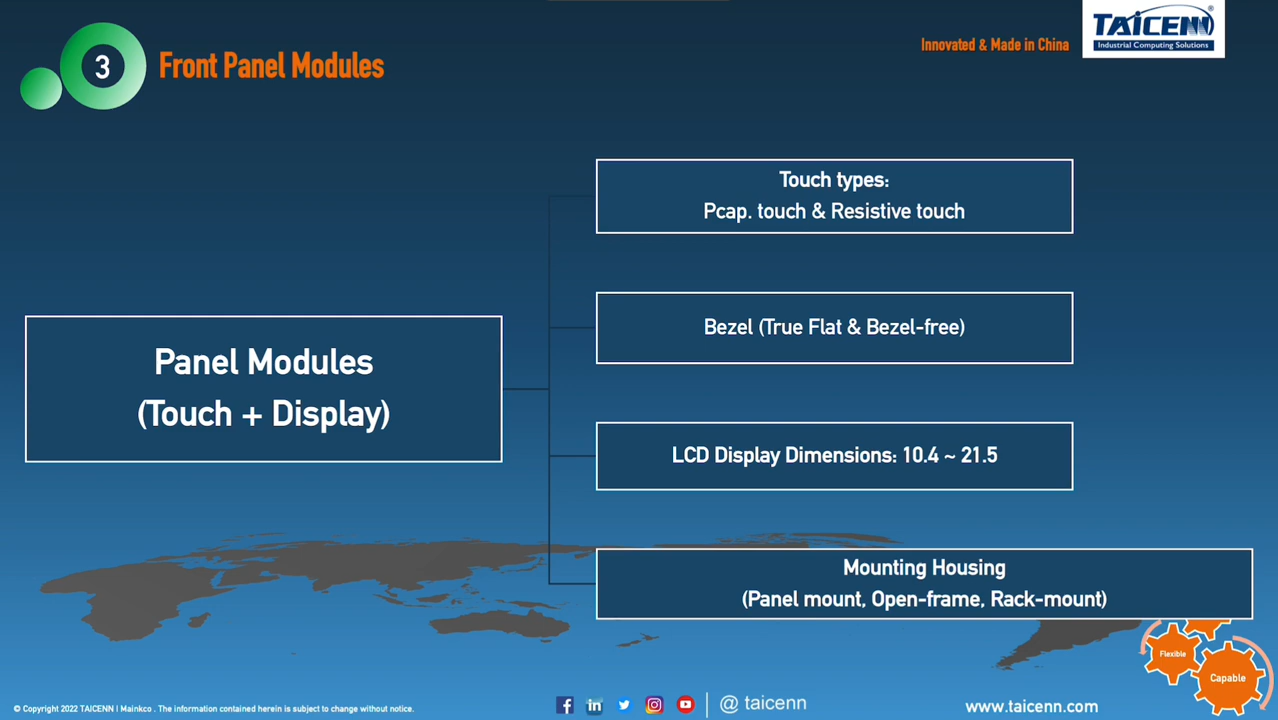 3
Front Panel Modules
Innovated & Made in China
TAICENN®
Industrial Computing Solutions
Touch types:
Pcap. touch & Resistive touch
Bezel (True Flat & Bezel-free)
Panel Modules
(Touch + Display)
LCD Display Dimensions: 10.4 ~ 21.5
Mounting Housing
(Panel mount, Open-frame, Rack-mount)
Flexible
Capable
© Copyright 2022 TAICENN | Mainkco . The information contained herein is subject to change without notice.
@ taicenn
www.taicenn.com